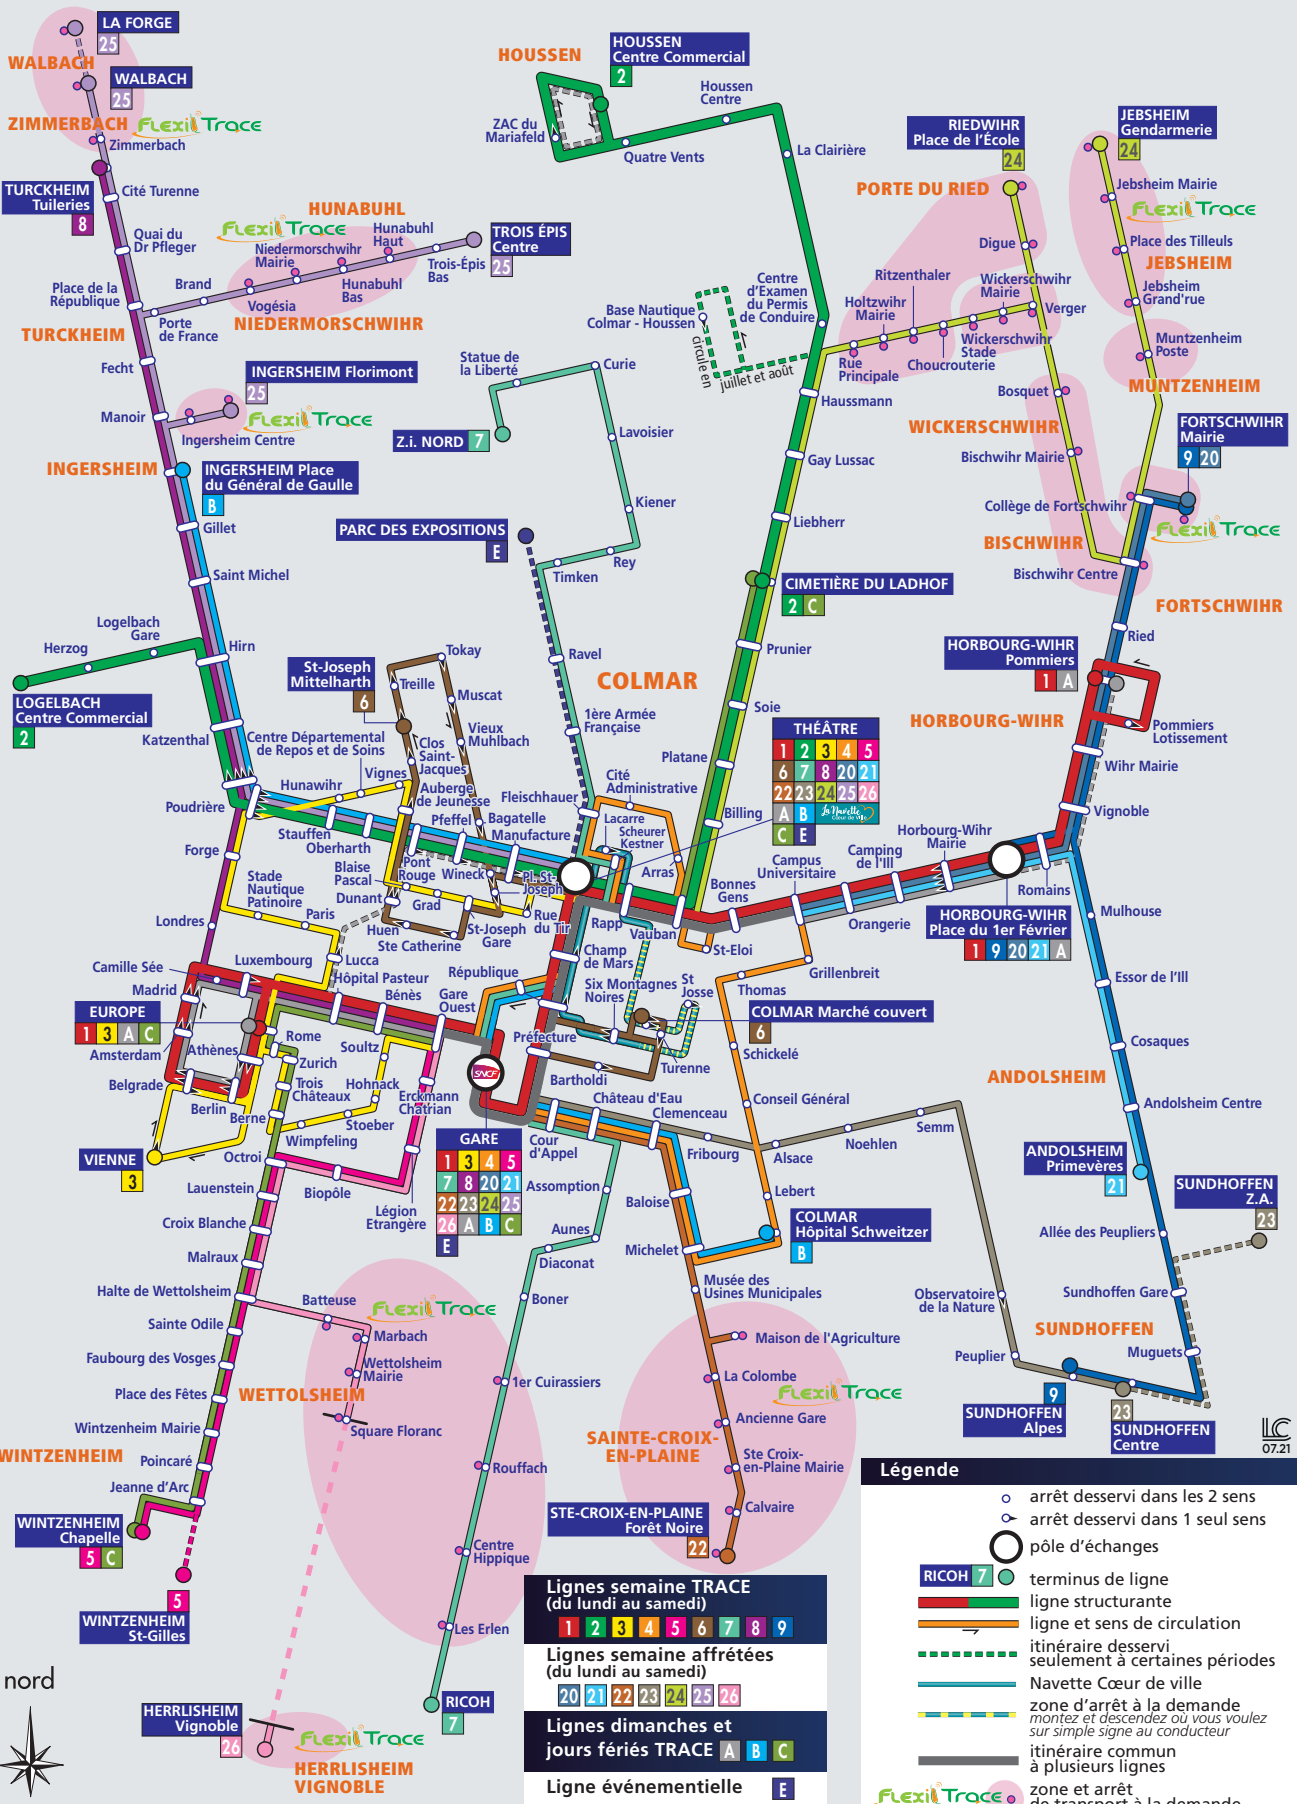 LA FORGE
25
WALBACH
WALBACH
25
ZIMMERBACH
Flexi Trace
Zimmerbach
TURCKHEIM
Tuileries
8
Cité Turenne
Quai du
Dr Pfleger
Place de la
République
TURCKHEIM
Brand
Porte
de France
Fecht
Manoir
HUNABUHL
Flexi Trace
Niedermorschwihr
Mairie
Hunabuhl
Haut
Vogésia
Hunabuhl
Bas
Trois-Épis
Bas
TROIS ÉPIS
Centre
25
NIEDERMORSCHWIHR
INGERSHEIM Florimont
25
Flexi Trace
Ingersheim Centre
INGERSHEIM
INGERSHEIM Place
du Général de Gaulle
B
Gillet
Saint Michel
Hirn
Logelbach
Gare
Herzog
LOGELBACH
Centre Commercial
2
Katzenthal
Poudrière
HOUSSEN
HOUSSEN
Centre Commercial
2
ZAC du
Mariafeld
Houssen
Centre
Quatre Vents
La Clairière
Centre
d'Examen
du Permis
de Conduire
Base Nautique
Colmar - Houssen
circule en
juillet et août
Haussmann
Gay Lussac
Liebherr
CIMETIÈRE DU LADHOF
2 C
Prunier
Soie
Platane
Billing
Statue de
la Liberté
Curie
Z.i. NORD 7
Lavoisier
Kiener
Rey
Timken
PARC DES EXPOSITIONS
E
Ravel
1ère Armée
Française
COLMAR
RIEDWIHR
Place de l'École
24
PORTE DU RIED
Digue
Ritzenthaler
Wickerschwihr
Mairie
Holtzwihr
Mairie
Verger
Wickerschwihr
Stade
Choucrouterie
Rue
Principale
Bosquet
WICKERSCHWIHR
Bischwihr Mairie
BISCHWIHR
Bischwihr Centre
JEBSHEIM
Gendarmerie
24
Jebsheim Mairie
Flexi Trace
Place des Tilleuls
JEBSHEIM
Jebsheim
Grand'rue
Muntzenheim
Poste
MUNTZENHEIM
FORTSCHWIHR
Mairie
9 20
Collège de Fortschwihr
Flexi Trace
FORTSCHWIHR
Ried
HORBOURG-WIHR
Pommiers
1 A
HORBOURG-WIHR
Pommiers
Lotissement
Wihr Mairie
Vignoble
Horbourg-Wihr
Mairie
Romains
HORBOURG-WIHR
Place du 1er Février
1 9 20 21 A
Camping
de l'Ill
Orangerie
Campus
Universitaire
Bonnes
Gens
THÉÂTRE
1 2 3 4 5
6 7 8 20 21
22 23 24 25 26
A B La Navette Cœur de ville
C E
Tokay
St-Joseph
Mittelharth
6
Treille
Muscat
Vieux
Muhlbach
Clos
Saint-
Jacques
Centre Départemental
de Repos et de Soins
Vignes
Hunawihr
Auberge
de Jeunesse
Fleischhauer
Cité
Administrative
Lacarre
Scheurer
Kestner
Arras
Pfeffel
Bagatelle
Manufacture
Stauffen
Oberharth
Pont
Rouge
Wineck
Pl. St-
Joseph
Blaise
Pascal
Dunant
Grad
Huen
Ste Catherine
St-Joseph
Gare
Rue
du Tir
Rapp
Vauban
St-Eloi
Forge
Stade
Nautique
Patinoire
Paris
Londres
Lucca
Luxembourg
Camille Sée
Madrid
EUROPE
1 3 A C
Amsterdam
Athènes
Belgrade
Berlin
Berne
VIENNE
3
Rome
Zurich
Trois
Châteaux
Hôpital Pasteur
Bénès
Gare
Ouest
République
Champ
de Mars
Six Montagnes
Noires
St
Josse
COLMAR Marché couvert
6
Préfecture
Turenne
Bartholdi
Château d'Eau
Clemenceau
Soultz
Hohnack
Stoeber
Wimpfeling
Erckmann
Chatrian
SNCF
GARE
1 3 4 5
7 8 20 21
22 23 24 25
26 A B C
E
Cour
d'Appel
Octroi
Biopôle
Légion
Etrangère
Lauenstein
Croix Blanche
Malraux
Halte de Wettolsheim
Sainte Odile
Faubourg des Vosges
Place des Fêtes
Wintzenheim Mairie
WINTZENHEIM
Poincaré
Jeanne d'Arc
WINTZENHEIM
Chapelle
5 C
5
WINTZENHEIM
St-Gilles
Batteuse
Flexi Trace
Marbach
Wettolsheim
Mairie
WETTOLSHEIM
Square Floranc
HERRLISHEIM
Vignoble
26
Flexi Trace
HERRLISHEIM
VIGNOBLE
Assomption
Aunes
Diaconat
Boner
1er Cuirassiers
Rouffach
Centre
Hippique
Les Erlen
RICOH
7
Thomas
Grillenbreit
Schickelé
Conseil Général
Fribourg
Alsace
Noehlen
Semm
Lebert
Baloise
COLMAR
Hôpital Schweitzer
B
Michelet
Musée des
Usines Municipales
Maison de l'Agriculture
La Colombe
Flexi Trace
Ancienne Gare
SAINTE-CROIX-
EN-PLAINE
Ste Croix-
en-Plaine Mairie
Calvaire
STE-CROIX-EN-PLAINE
Forêt Noire
22
Mulhouse
Essor de l'Ill
Cosaques
ANDOLSHEIM
Andolsheim Centre
ANDOLSHEIM
Primevères
21
SUNDHOFFEN
Z.A.
23
Allée des Peupliers
Sundhoffen Gare
Observatoire
de la Nature
SUNDHOFFEN
Peuplier
Muguets
9
SUNDHOFFEN
Alpes
23
SUNDHOFFEN
Centre
LC
07.21
nord
Lignes semaine TRACE
(du lundi au samedi)
1 2 3 4 5 6 7 8 9
Lignes semaine affrétées
(du lundi au samedi)
20 21 22 23 24 25 26
Lignes dimanches et
jours fériés TRACE A B C
Ligne événementielle E
Légende
arrêt desservi dans les 2 sens
arrêt desservi dans 1 seul sens
pôle d'échanges
RICOH 7 terminus de ligne
ligne structurante
ligne et sens de circulation
itinéraire desservi
seulement à certaines périodes
Navette Cœur de ville
zone d'arrêt à la demande
montez et descendez où vous voulez
sur simple signe au conducteur
itinéraire commun
à plusieurs lignes
Flexi Trace zone et arrêt
de transport à la demande